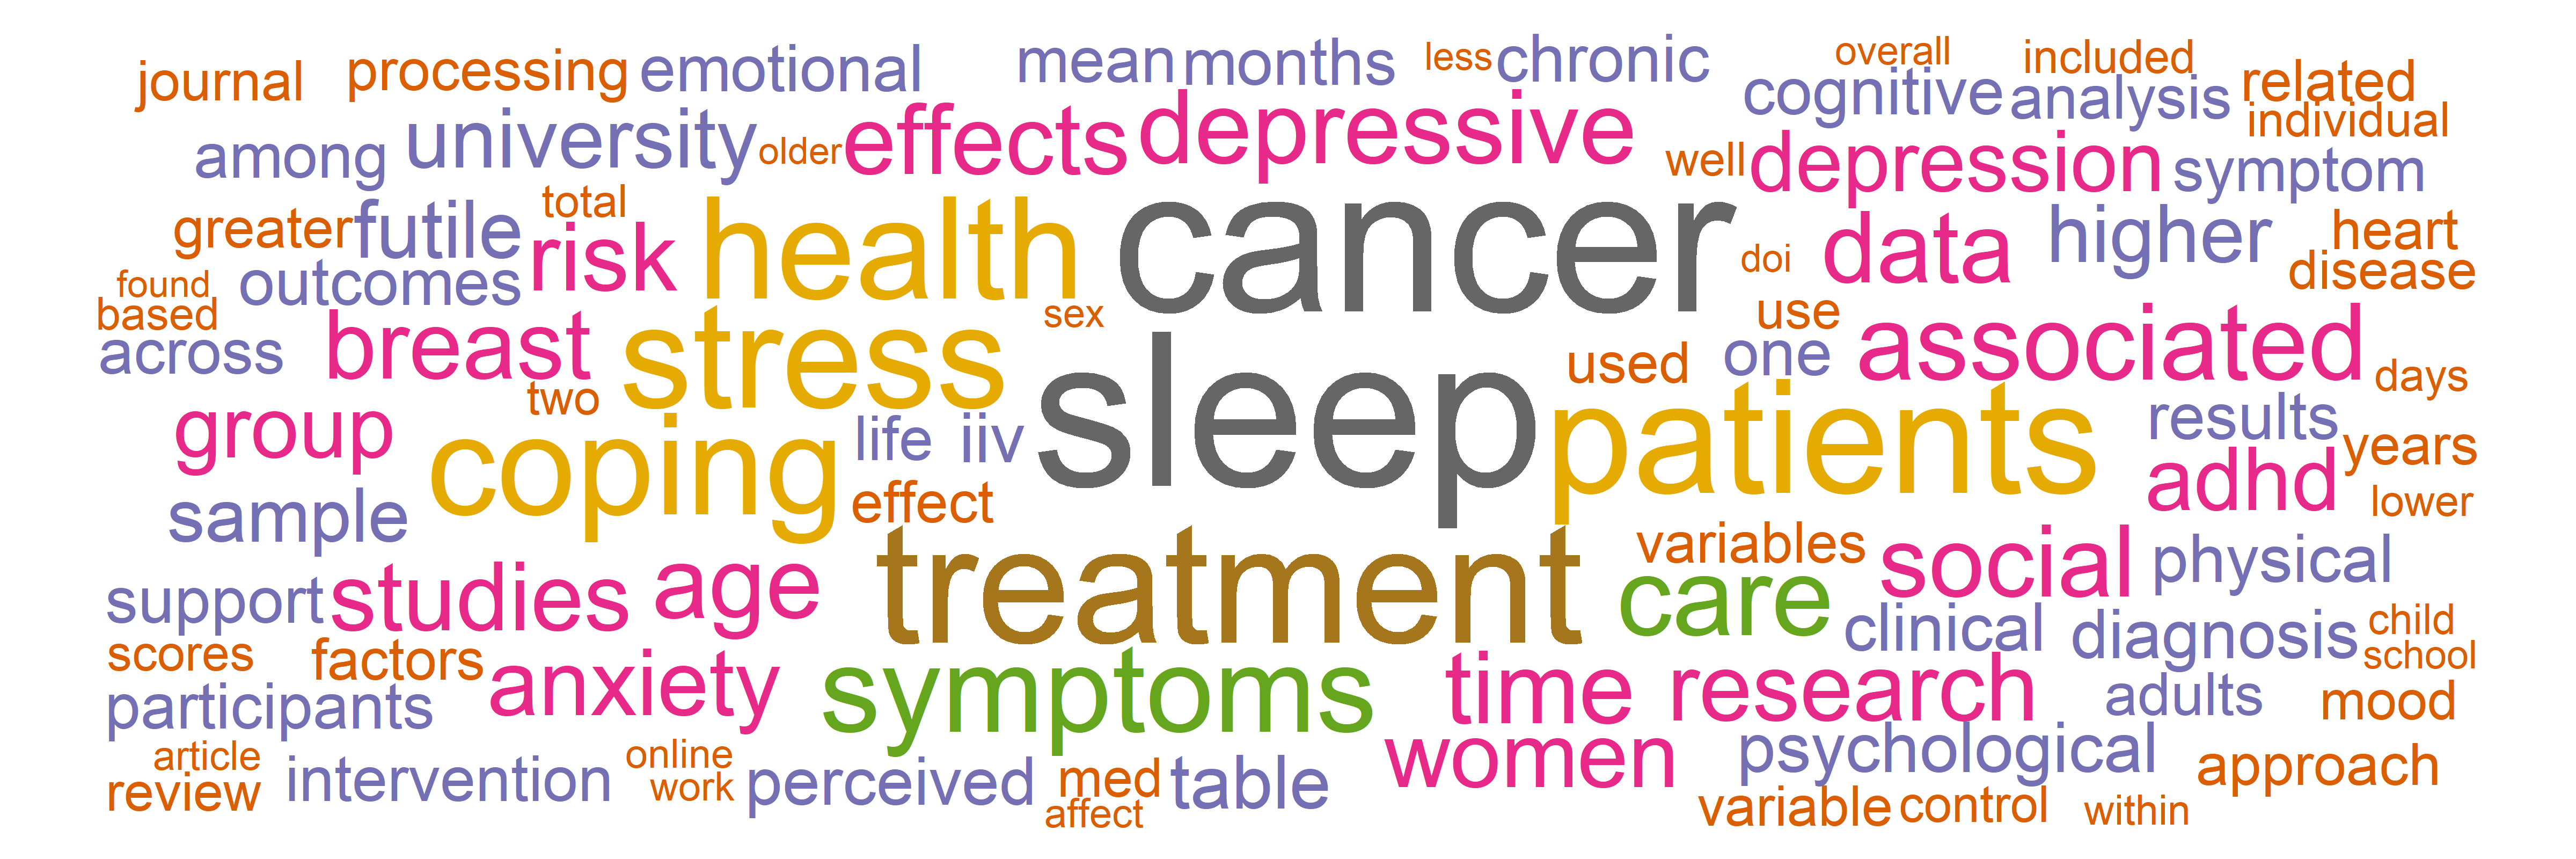 journal processing emotional mean months less chronic overall included related
among university older effects depressive cognitive analysis individual
well depression symptom
greater futile total risk health cancer doi data higher heart
found outcomes sex use disease
based
across breast stress sleep used one associated days
group two coping life iiv patients results years
sample effect adhd lower
support studies age treatment variables care social physical
scores factors anxiety symptoms time research clinical diagnosis child
school
participants women psychological adults mood
article online
review intervention work perceived med table approach
affect variable control within